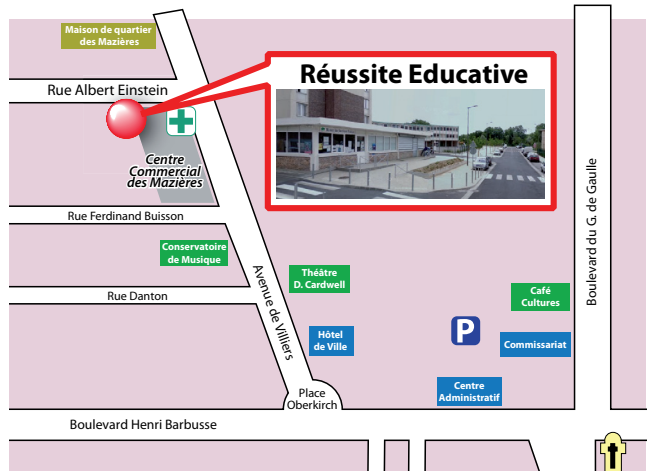 Maison de quartier
des Mazières
Rue Albert Einstein
Réussite Educative
Centre
Commercial
des Mazières
Rue Ferdinand Buisson
Conservatoire
de Musique
Avenue de Villiers
Théâtre
D. Cardwell
Rue Danton
Hôtel
de Ville
P
Café
Cultures
Commissariat
Centre
Administratif
Boulevard du G. de Gaulle
Place
Oberkirch
Boulevard Henri Barbusse